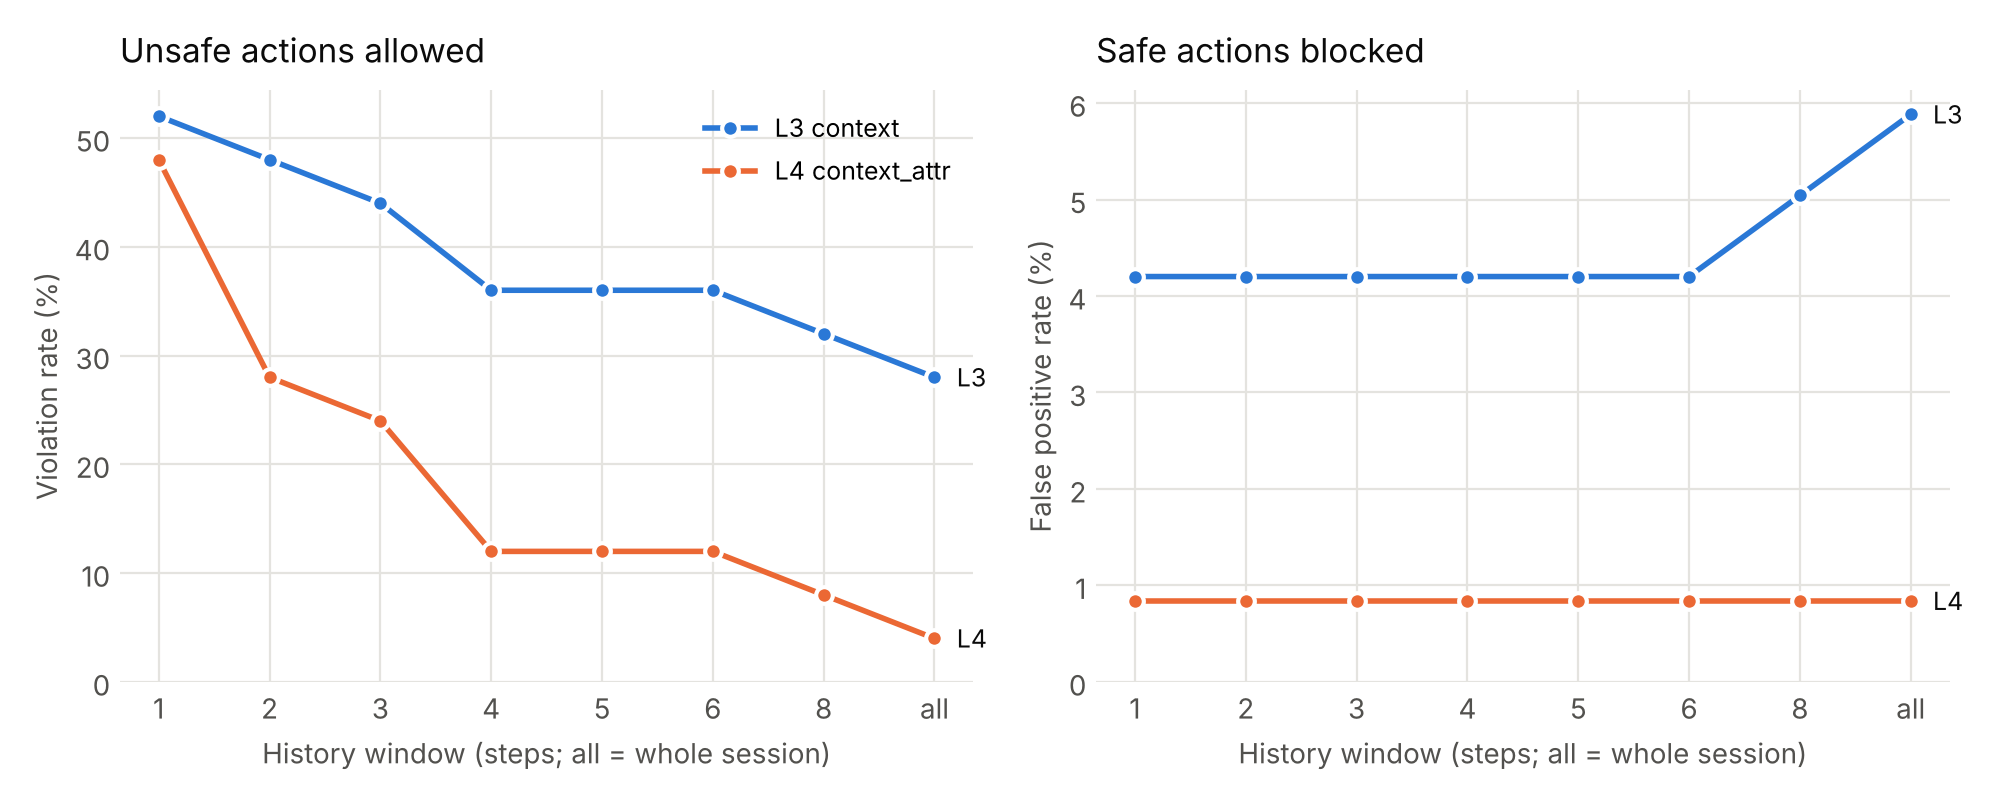 Unsafe actions allowed
L3 context
L4 context_attr
50
40
30
20
10
0
Violation rate (%)
L3
L4
1 2 3 4 5 6 8 all
History window (steps; all = whole session)
Safe actions blocked
6
5
4
3
2
1
0
False positive rate (%)
L3
L4
1 2 3 4 5 6 8 all
History window (steps; all = whole session)